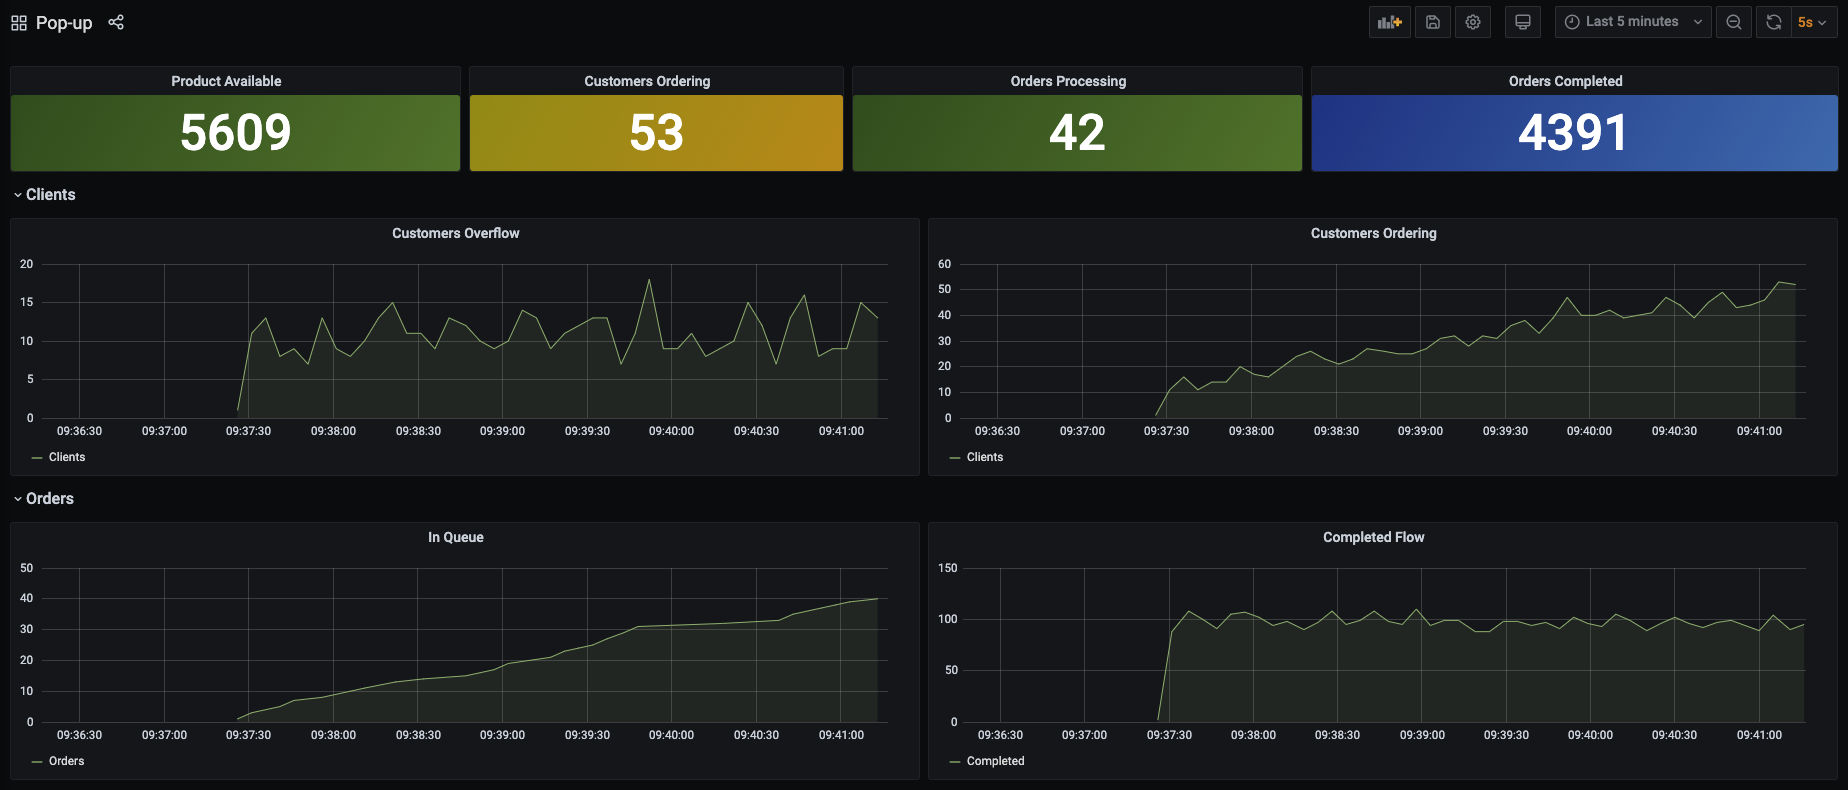 Pop-up
Last 5 minutes
5s
Product Available
Customers Ordering
Orders Processing
Orders Completed
5609
53
42
4391
Clients
Customers Overflow
20
15
10
5
0
09:36:30 09:37:00 09:37:30 09:38:00 09:38:30 09:39:00 09:39:30 09:40:00 09:40:30 09:41:00
Clients
Customers Ordering
60
50
40
30
20
10
0
09:36:30 09:37:00 09:37:30 09:38:00 09:38:30 09:39:00 09:39:30 09:40:00 09:40:30 09:41:00
Clients
Orders
In Queue
50
40
30
20
10
0
09:36:30 09:37:00 09:37:30 09:38:00 09:38:30 09:39:00 09:39:30 09:40:00 09:40:30 09:41:00
Orders
Completed Flow
150
100
50
0
09:36:30 09:37:00 09:37:30 09:38:00 09:38:30 09:39:00 09:39:30 09:40:00 09:40:30 09:41:00
Completed